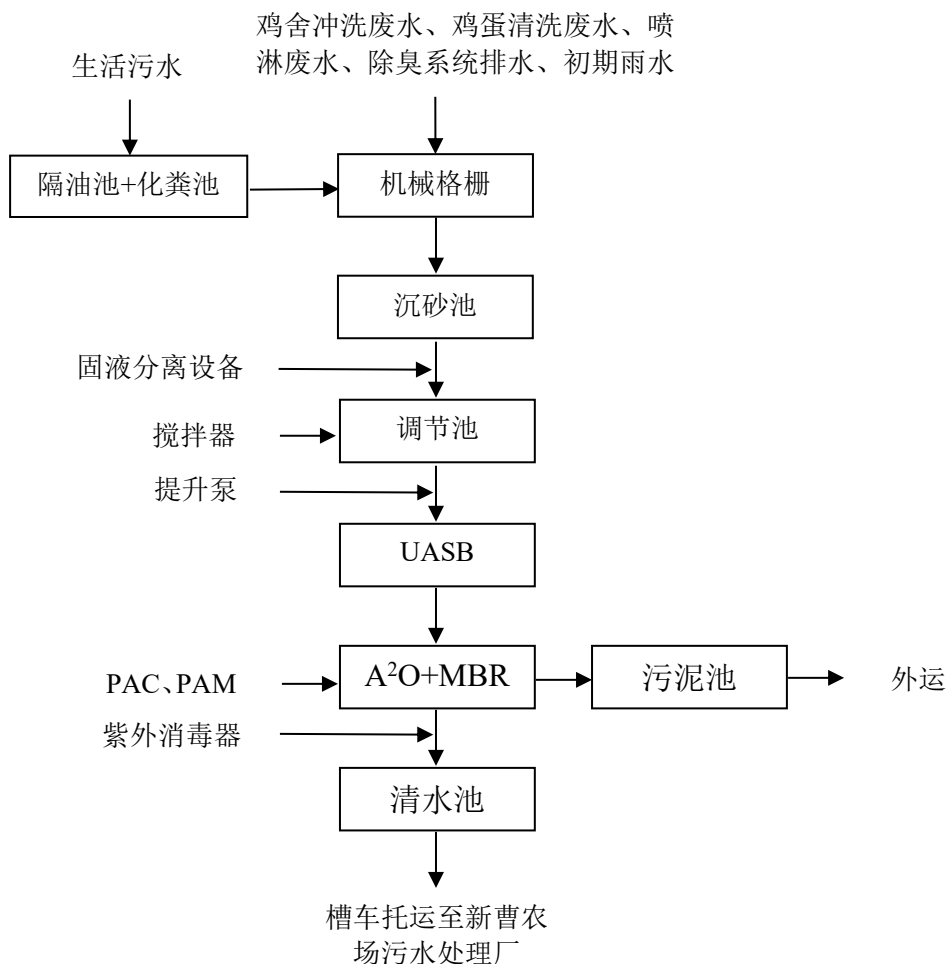 鸡舍冲洗废水、鸡蛋清洗废水、喷
淋废水、除臭系统排水、初期雨水
生活污水
隔油池+化粪池
机械格栅
沉砂池
固液分离设备
调节池
搅拌器
提升泵
UASB
PAC、PAM
A²O+MBR
污泥池
外运
紫外消毒器
清水池
槽车托运至新曹农
场污水处理厂